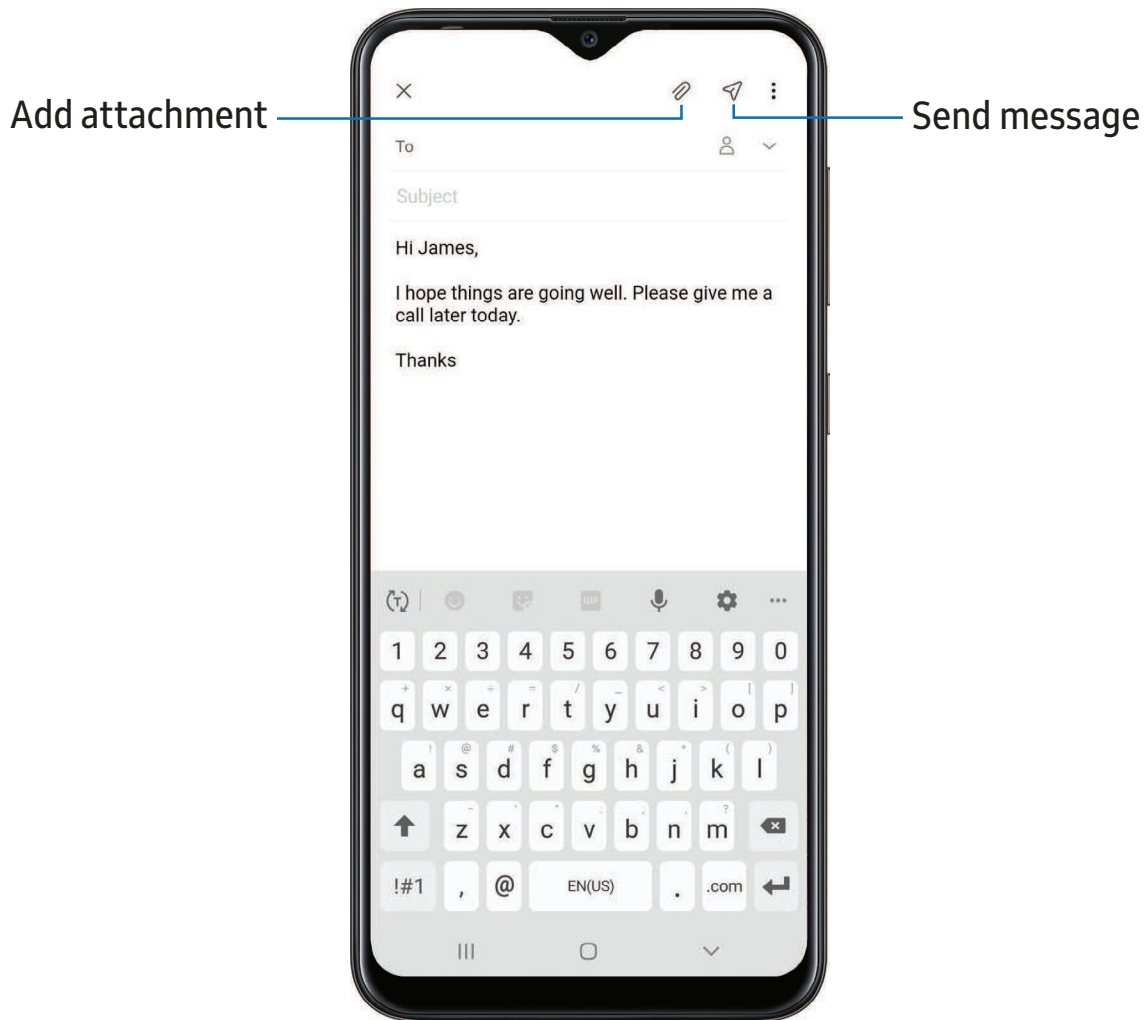 Add attachment
Send message
To
Subject
Hi James,
I hope things are going well. Please give me a
call later today.
Thanks
GIF
1 2 3 4 5 6 7 8 9 0
+ × ÷ = / _ < > [ ]
q w e r t y u i o p
! @ # $ % & * ( )
a s d f g h j k l
z x c v b n m
!#1 , @ EN(US) . .com